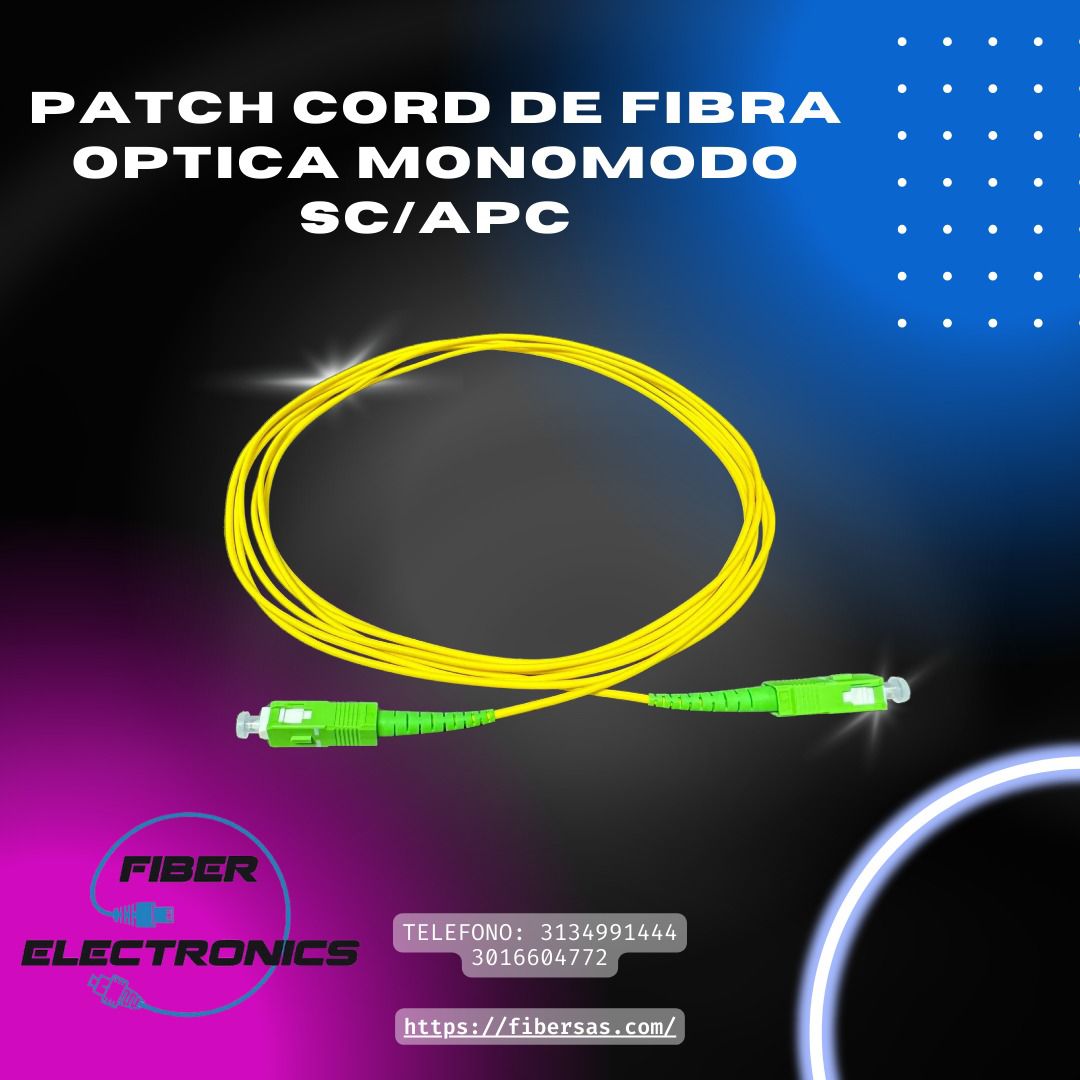 PATCH CORD DE FIBRA
OPTICA MONOMODO
SC/APC
FIBER
ELECTRONICS
TELEFONO: 3134991444
3016604772
https://fibersas.com/